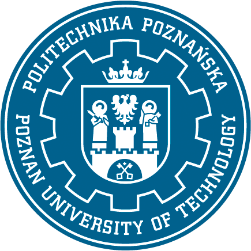 POLITECHNIKA POZNAŃSKA
POZNAN UNIVERSITY OF TECHNOLOGY